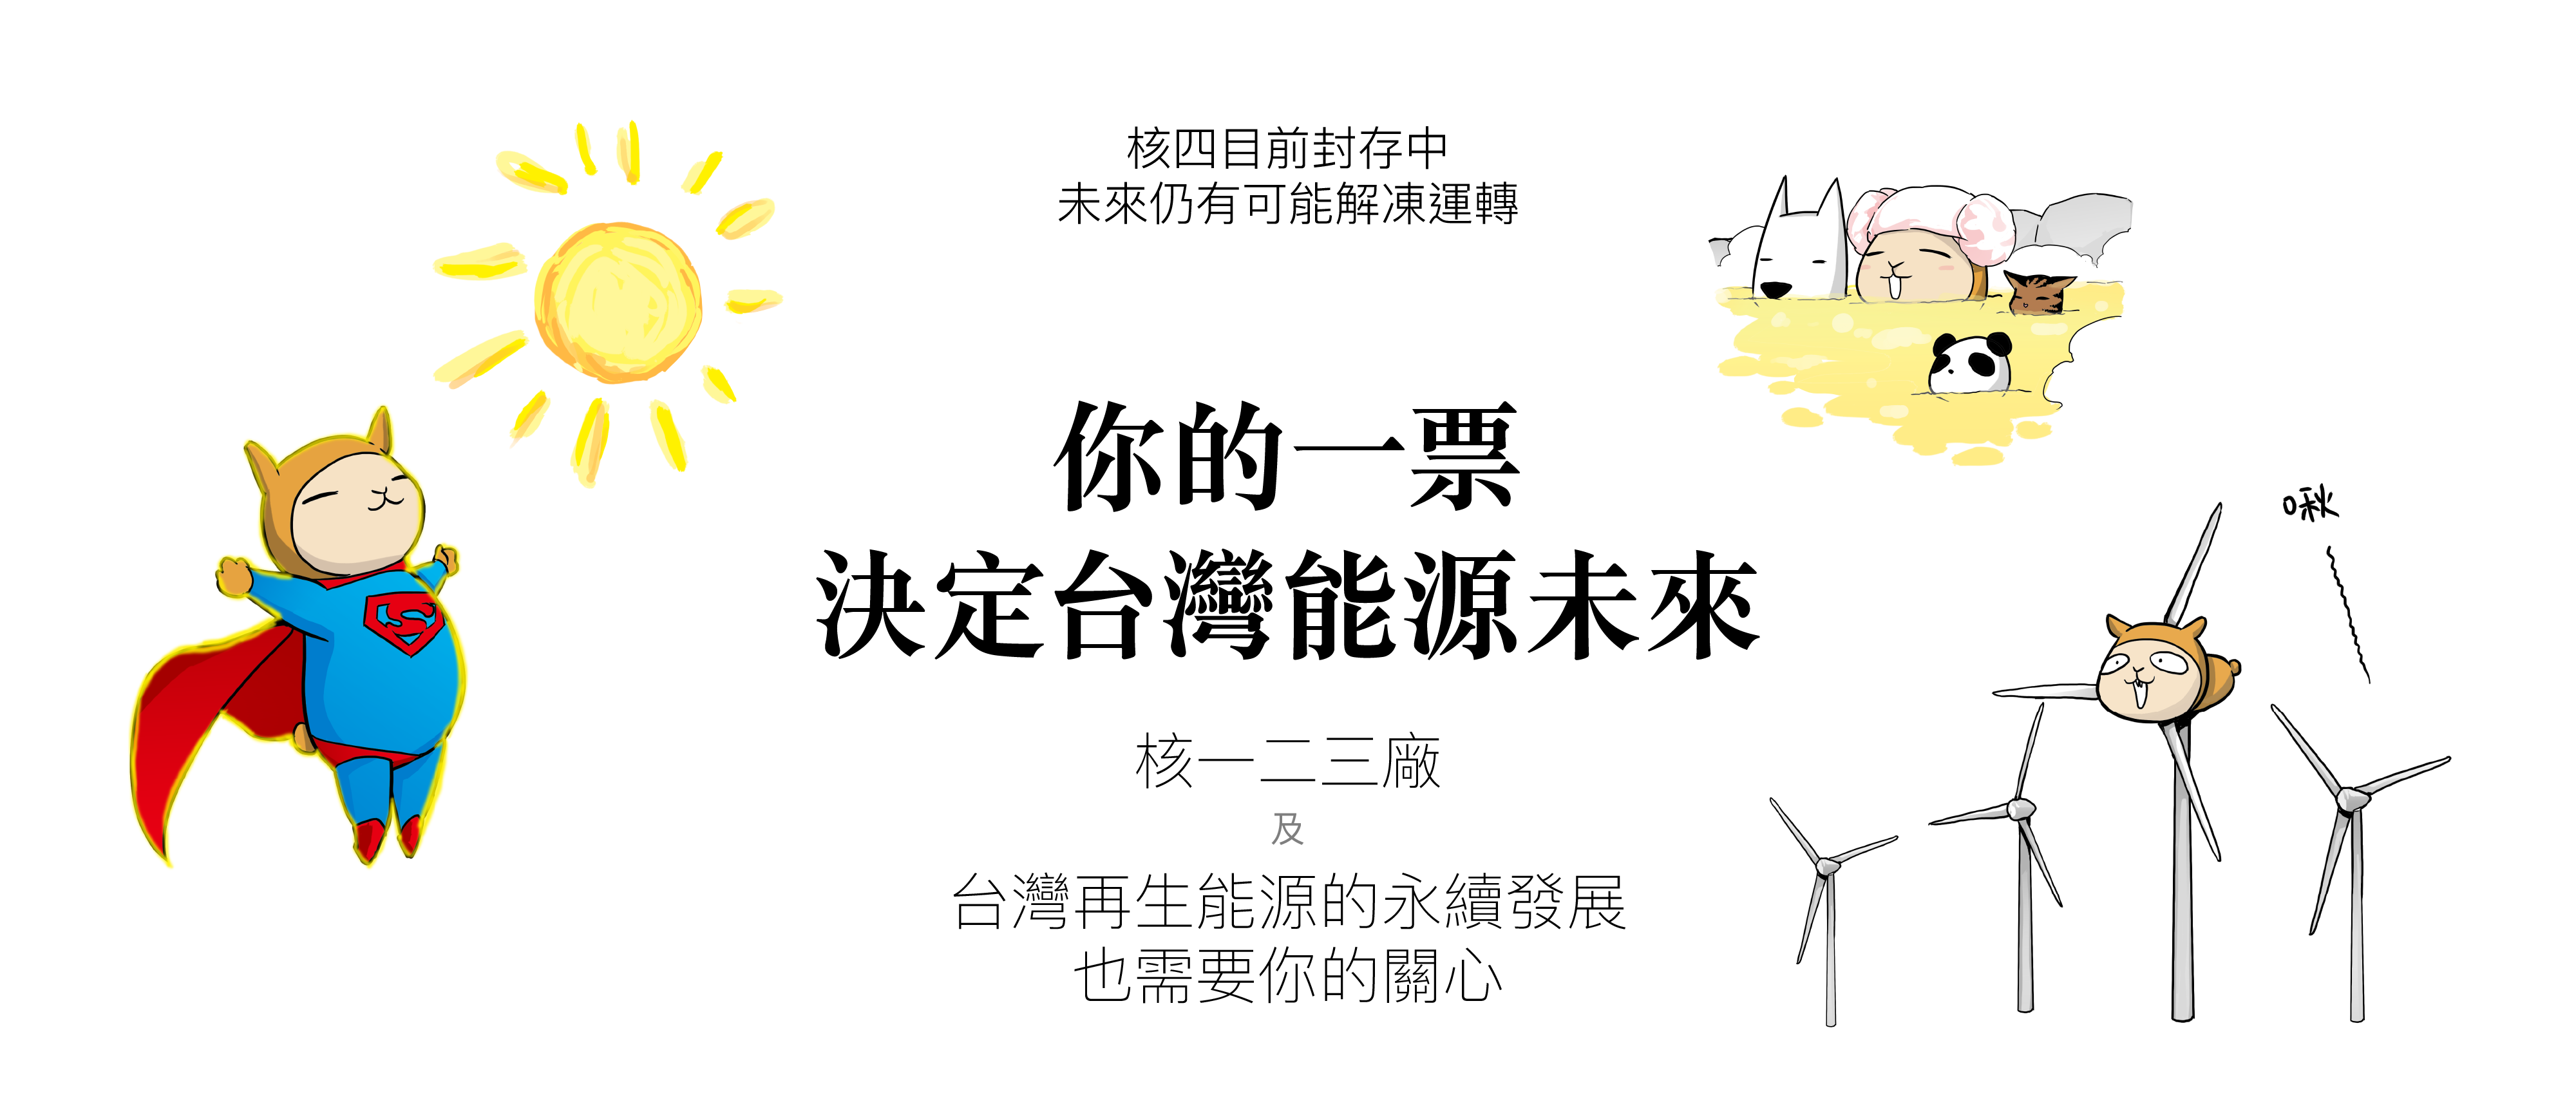 核四目前封存中
未來仍有可能解凍運轉
你的一票
決定台灣能源未來
核一二三廠
及
台灣再生能源的永續發展
也需要你的關心
啾
S